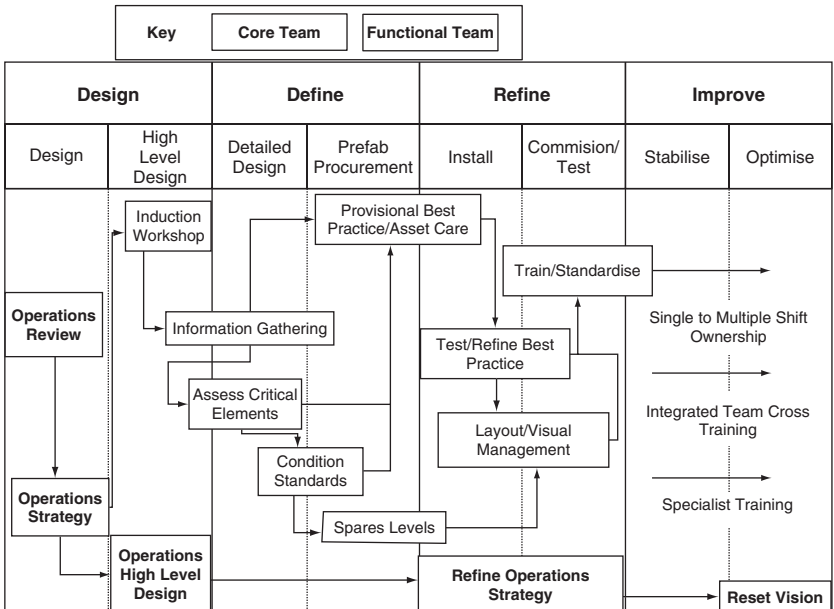 Key
Core Team
Functional Team
Design
Define
Refine
Improve
Design
High
Level
Design
Detailed
Design
Prefab
Procurement
Install
Commision/
Test
Stabilise
Optimise
Induction
Workshop
Provisional Best
Practice/Asset Care
Train/Standardise
Operations
Review
Information Gathering
Single to Multiple Shift
Ownership
Test/Refine Best
Practice
Assess Critical
Elements
Integrated Team Cross
Training
Layout/Visual
Management
Condition
Standards
Operations
Strategy
Specialist Training
Spares Levels
Operations
High Level
Design
Refine Operations
Strategy
Reset Vision